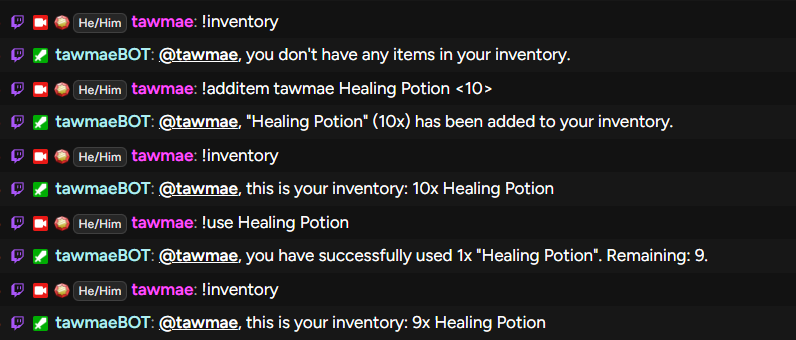 He/Him tawmae: !inventory
tawmaeBOT: @tawmae, you don't have any items in your inventory.
He/Him tawmae: !additem tawmae Healing Potion <10>
tawmaeBOT: @tawmae, "Healing Potion" (10x) has been added to your inventory.
He/Him tawmae: !inventory
tawmaeBOT: @tawmae, this is your inventory: 10x Healing Potion
He/Him tawmae: !use Healing Potion
tawmaeBOT: @tawmae, you have successfully used 1x "Healing Potion". Remaining: 9.
He/Him tawmae: !inventory
tawmaeBOT: @tawmae, this is your inventory: 9x Healing Potion